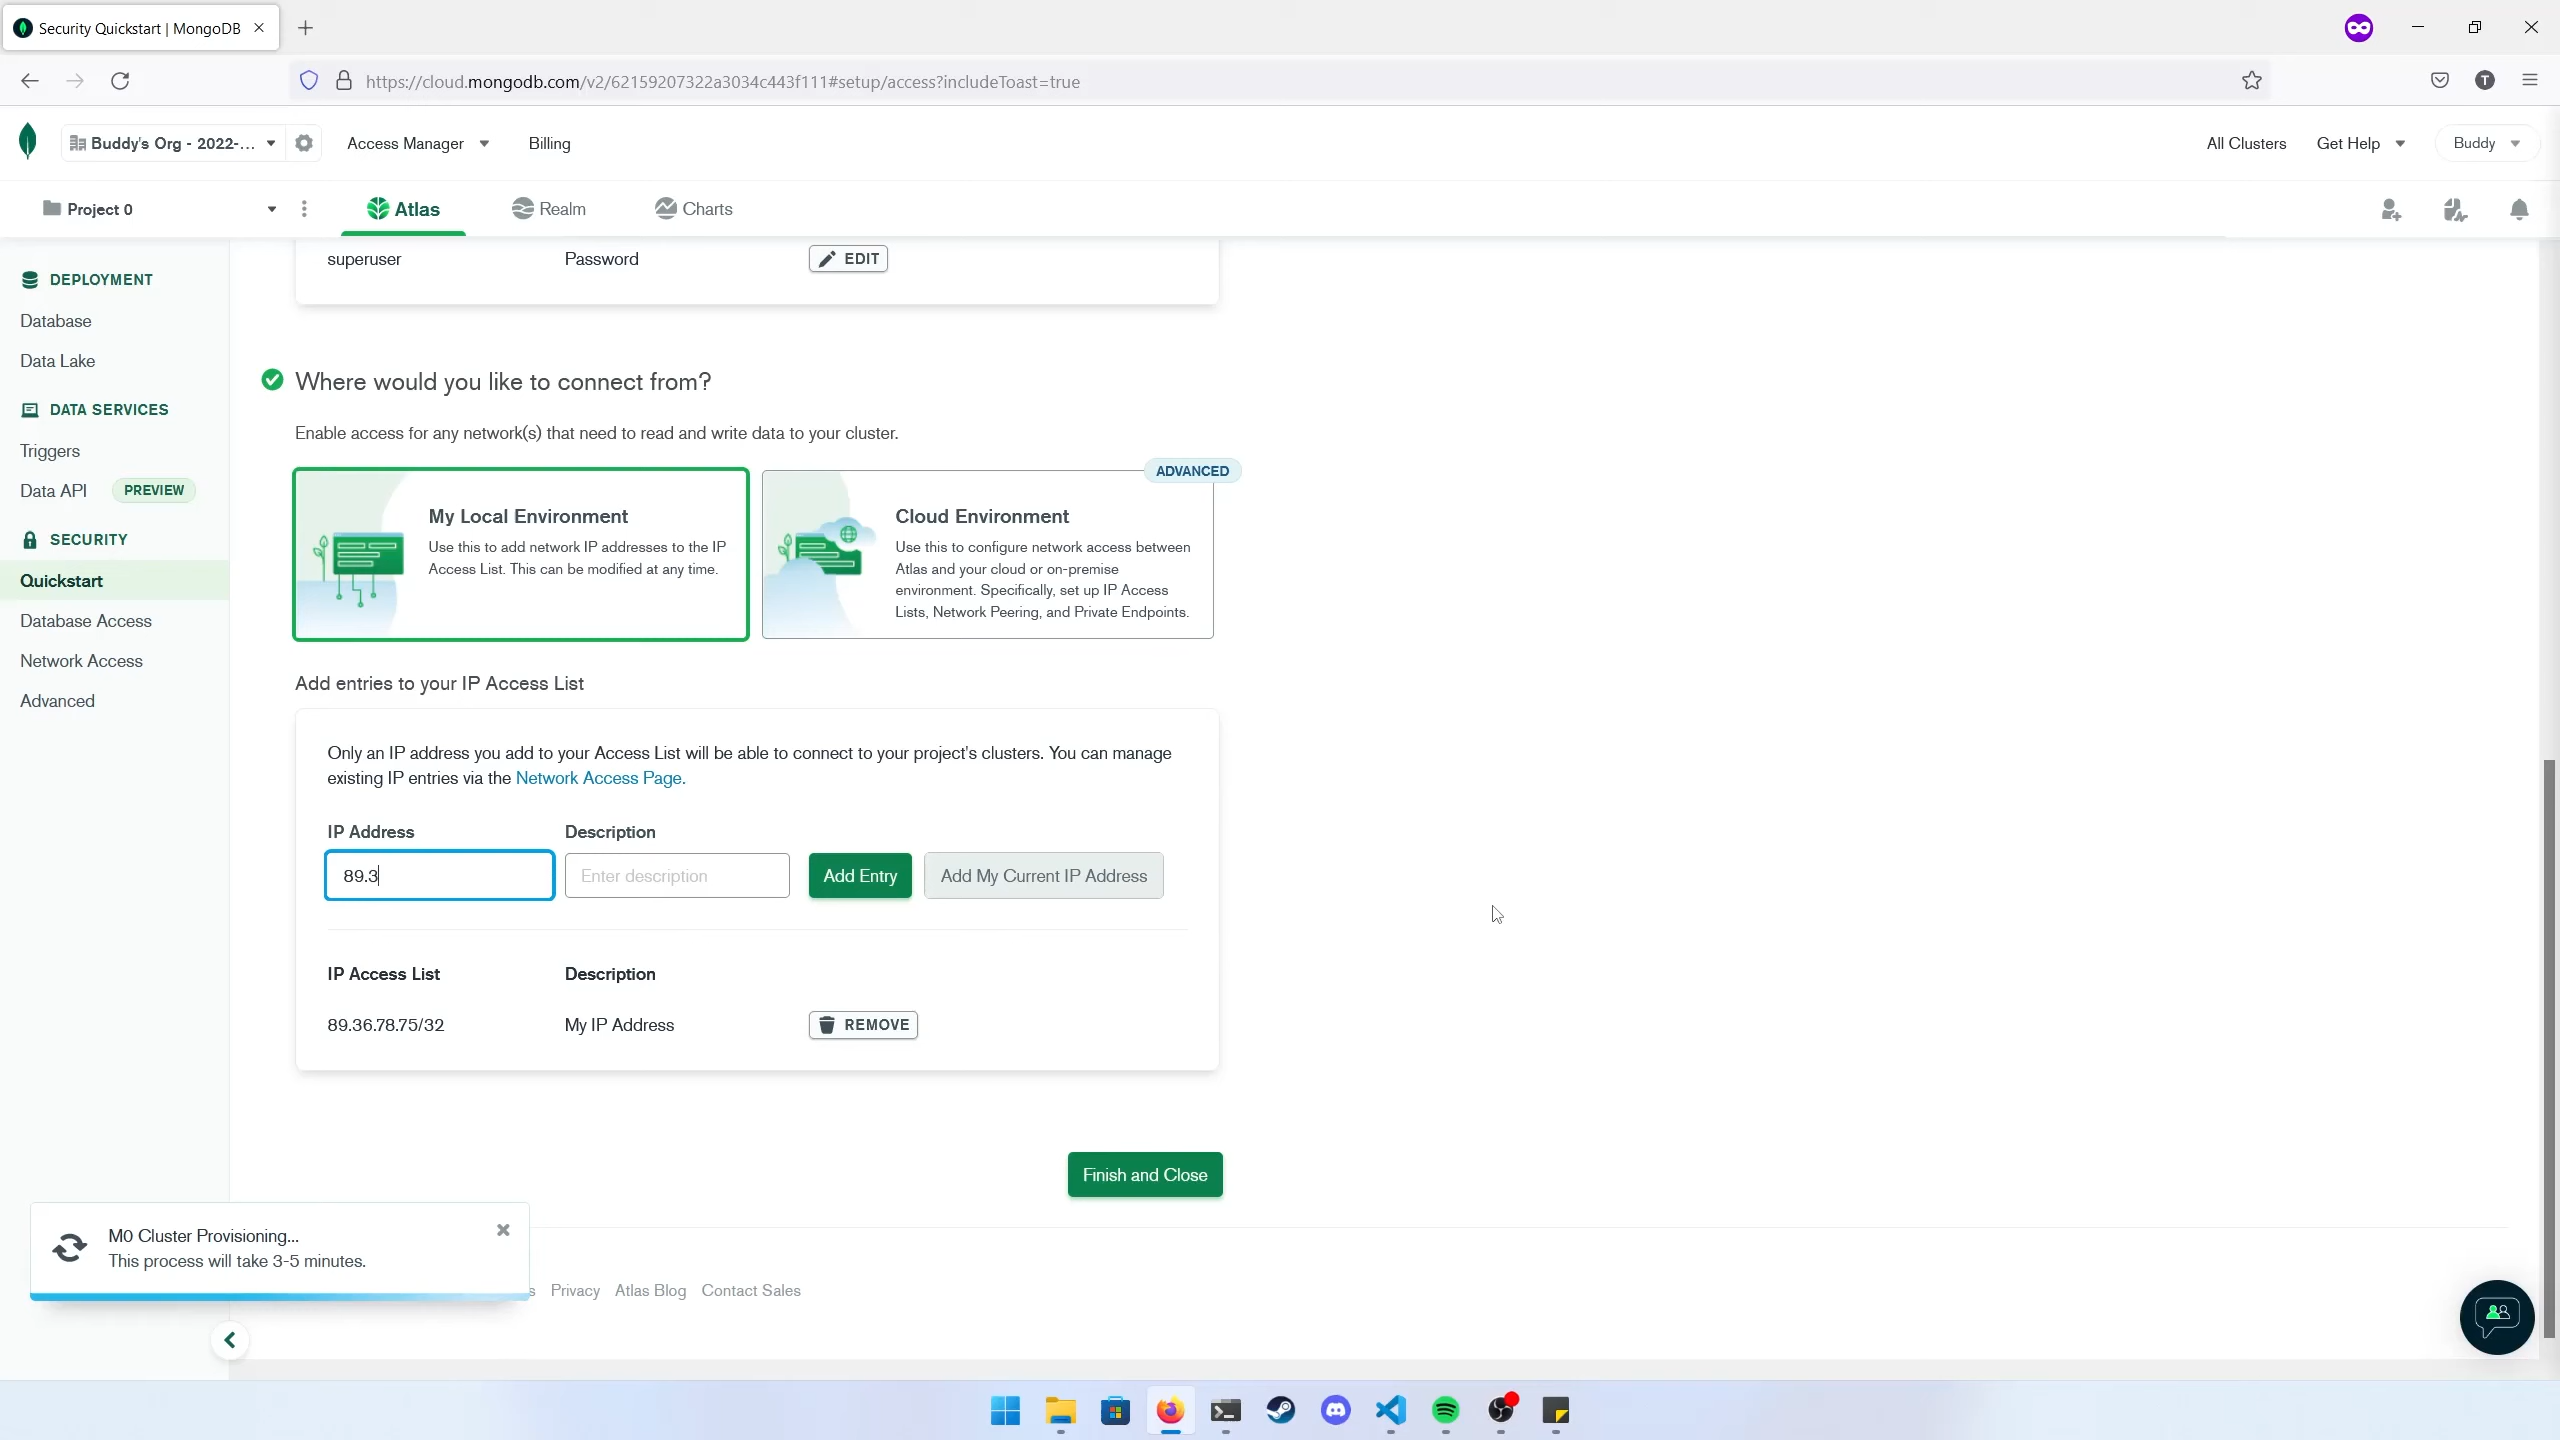 Security Quickstart | MongoDB
https://cloud.mongodb.com/v2/62159207322a3034c443f111#setup/access?includeToast=true
T
Buddy's Org - 2022-...
Access Manager
Billing
All Clusters
Get Help
Buddy
Project 0
Atlas
Realm
Charts
superuser
Password
EDIT
DEPLOYMENT
Database
Data Lake
DATA SERVICES
Triggers
Data API
PREVIEW
SECURITY
Quickstart
Database Access
Network Access
Advanced
Where would you like to connect from?
Enable access for any network(s) that need to read and write data to your cluster.
My Local Environment
Use this to add network IP addresses to the IP
Access List. This can be modified at any time.
ADVANCED
Cloud Environment
Use this to configure network access between
Atlas and your cloud or on-premise
environment. Specifically, set up IP Access
Lists, Network Peering, and Private Endpoints.
Add entries to your IP Access List
Only an IP address you add to your Access List will be able to connect to your project's clusters. You can manage
existing IP entries via the Network Access Page.
IP Address
Description
89.3
Enter description
Add Entry
Add My Current IP Address
IP Access List
Description
89.36.78.75/32
My IP Address
REMOVE
Finish and Close
M0 Cluster Provisioning...
This process will take 3-5 minutes.
s
Privacy
Atlas Blog
Contact Sales